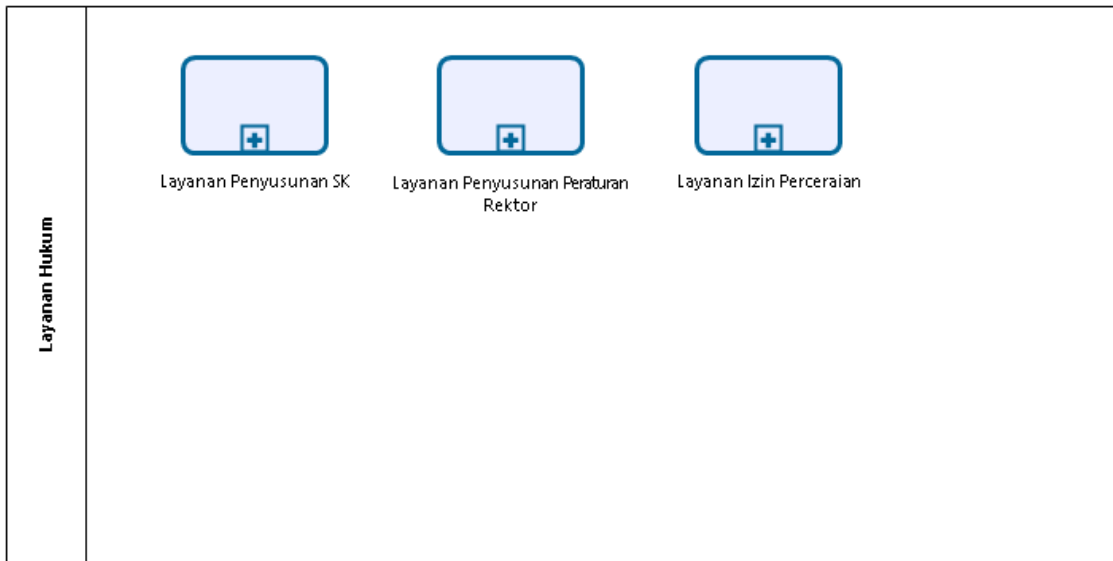 Layanan Hukum
Layanan Penyusunan SK
Layanan Penyusunan Peraturan
Rektor
Layanan Izin Perceraian